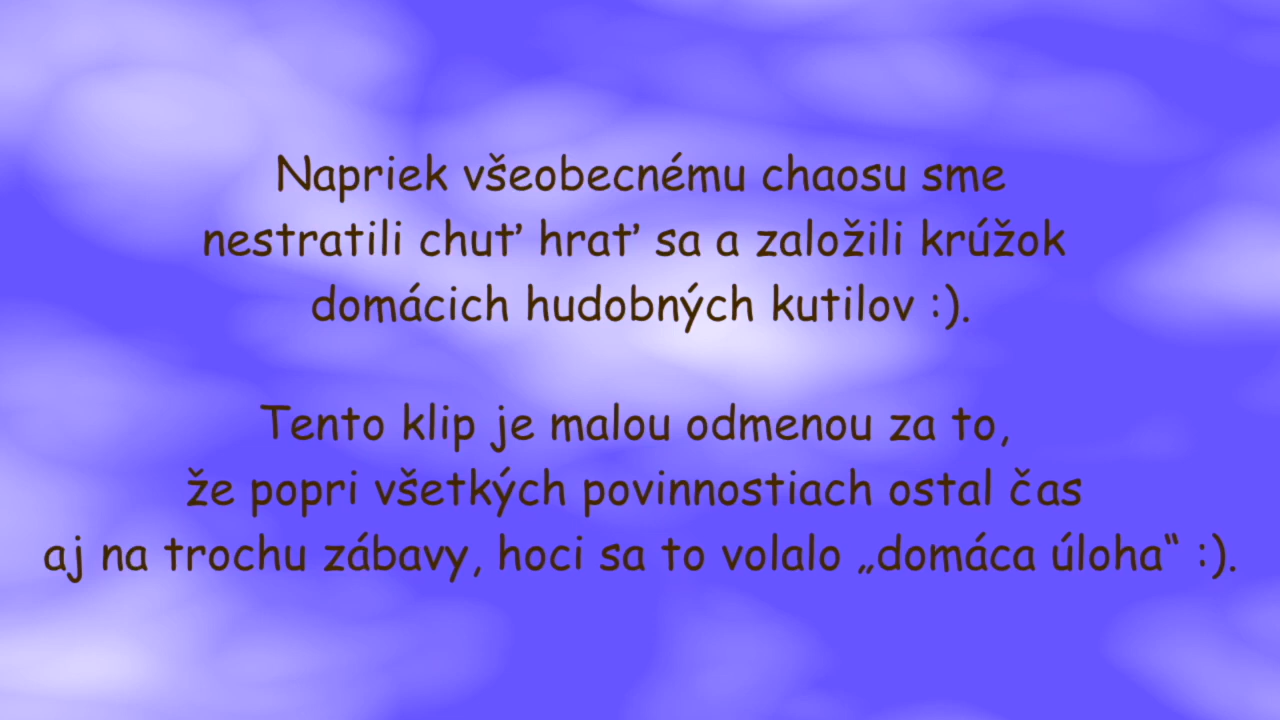 Napriek všeobecnému chaosu sme
nestratili chuť hrať sa a založili krúžok
domácich hudobných kutilov :).
Tento klip je malou odmenou za to,
že popri všetkých povinnostiach ostal čas
aj na trochu zábavy, hoci sa to volalo „domáca úloha“ :).